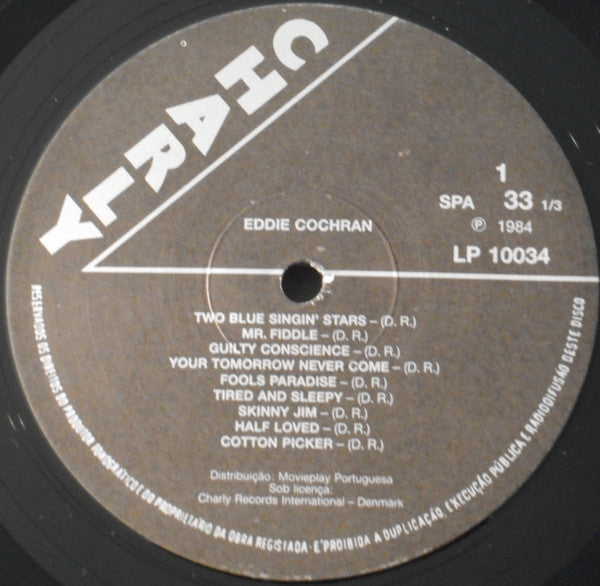 CHARLY
1
SPA 33 1/3
℗ 1984
LP 10034
EDDIE COCHRAN
TWO BLUE SINGIN' STARS – (D. R.)
MR. FIDDLE – (D. R.)
GUILTY CONSCIENCE – (D. R.)
YOUR TOMORROW NEVER COME – (D. R.)
FOOLS PARADISE – (D. R.)
TIRED AND SLEEPY – (D. R.)
SKINNY JIM – (D. R.)
HALF LOVED – (D. R.)
COTTON PICKER – (D. R.)
Distribuição: Movieplay Portuguesa
Sob licença:
Charly Records International – Denmark
RESERVADOS OS DIREITOS DO PRODUTOR FONOGRÁFICO E DO PROPRIETÁRIO DA OBRA REGISTADA · É PROIBIDA A DUPLICAÇÃO, EXECUÇÃO PÚBLICA E RADIODIFUSÃO DESTE DISCO